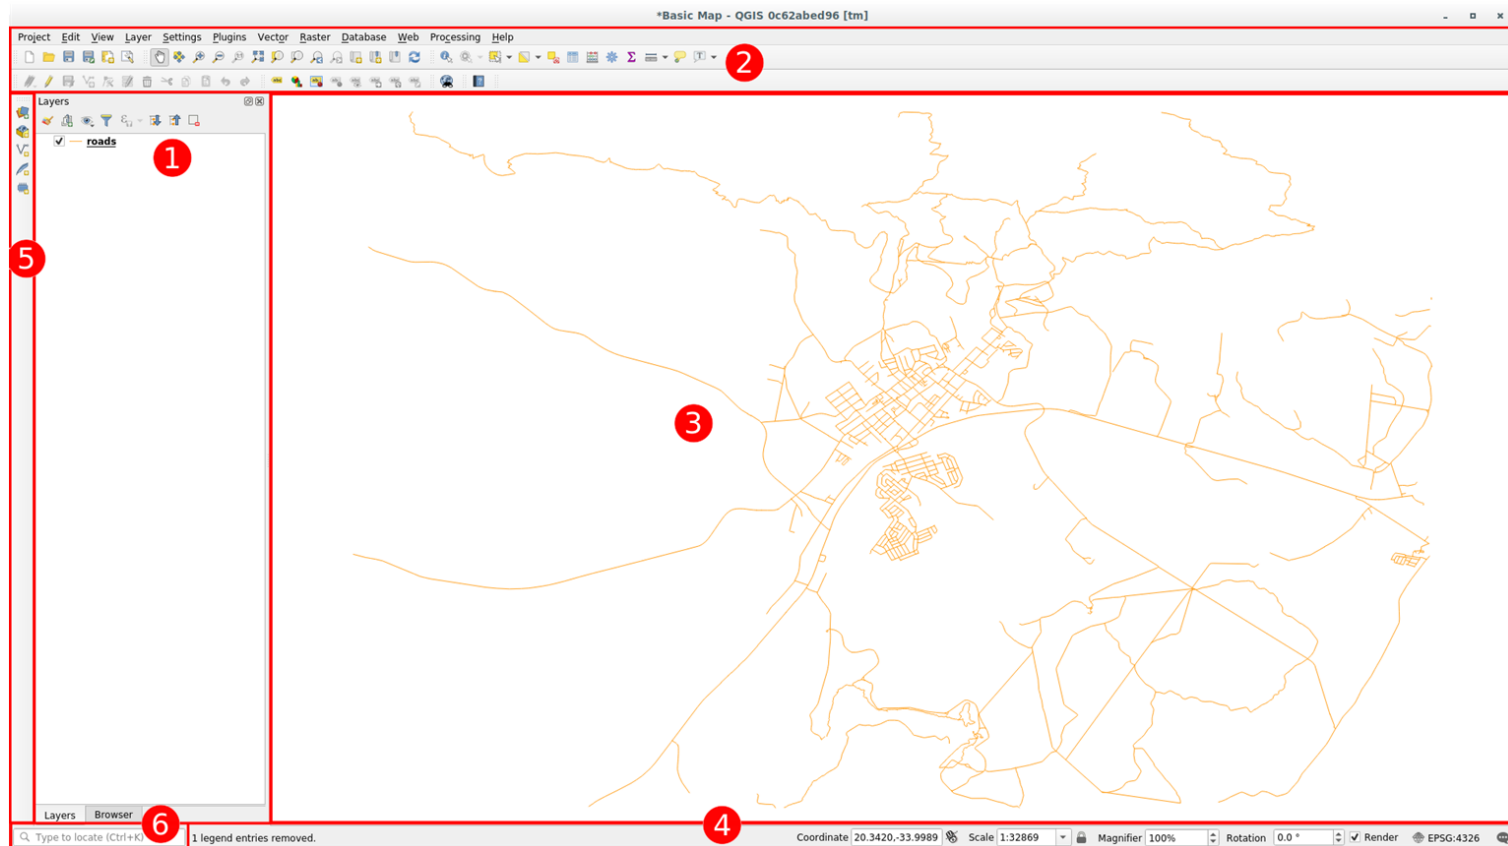 *Basic Map - QGIS 0c62abed96 [tm]
Project Edit View Layer Settings Plugins Vector Raster Database Web Processing Help
2
Layers
roads
1
5
3
Layers Browser
6
4
Type to locate (Ctrl+K) 1 legend entries removed. Coordinate 20.3420,-33.9989 Scale 1:32869 Magnifier 100% Rotation 0.0 ° Render EPSG:4326